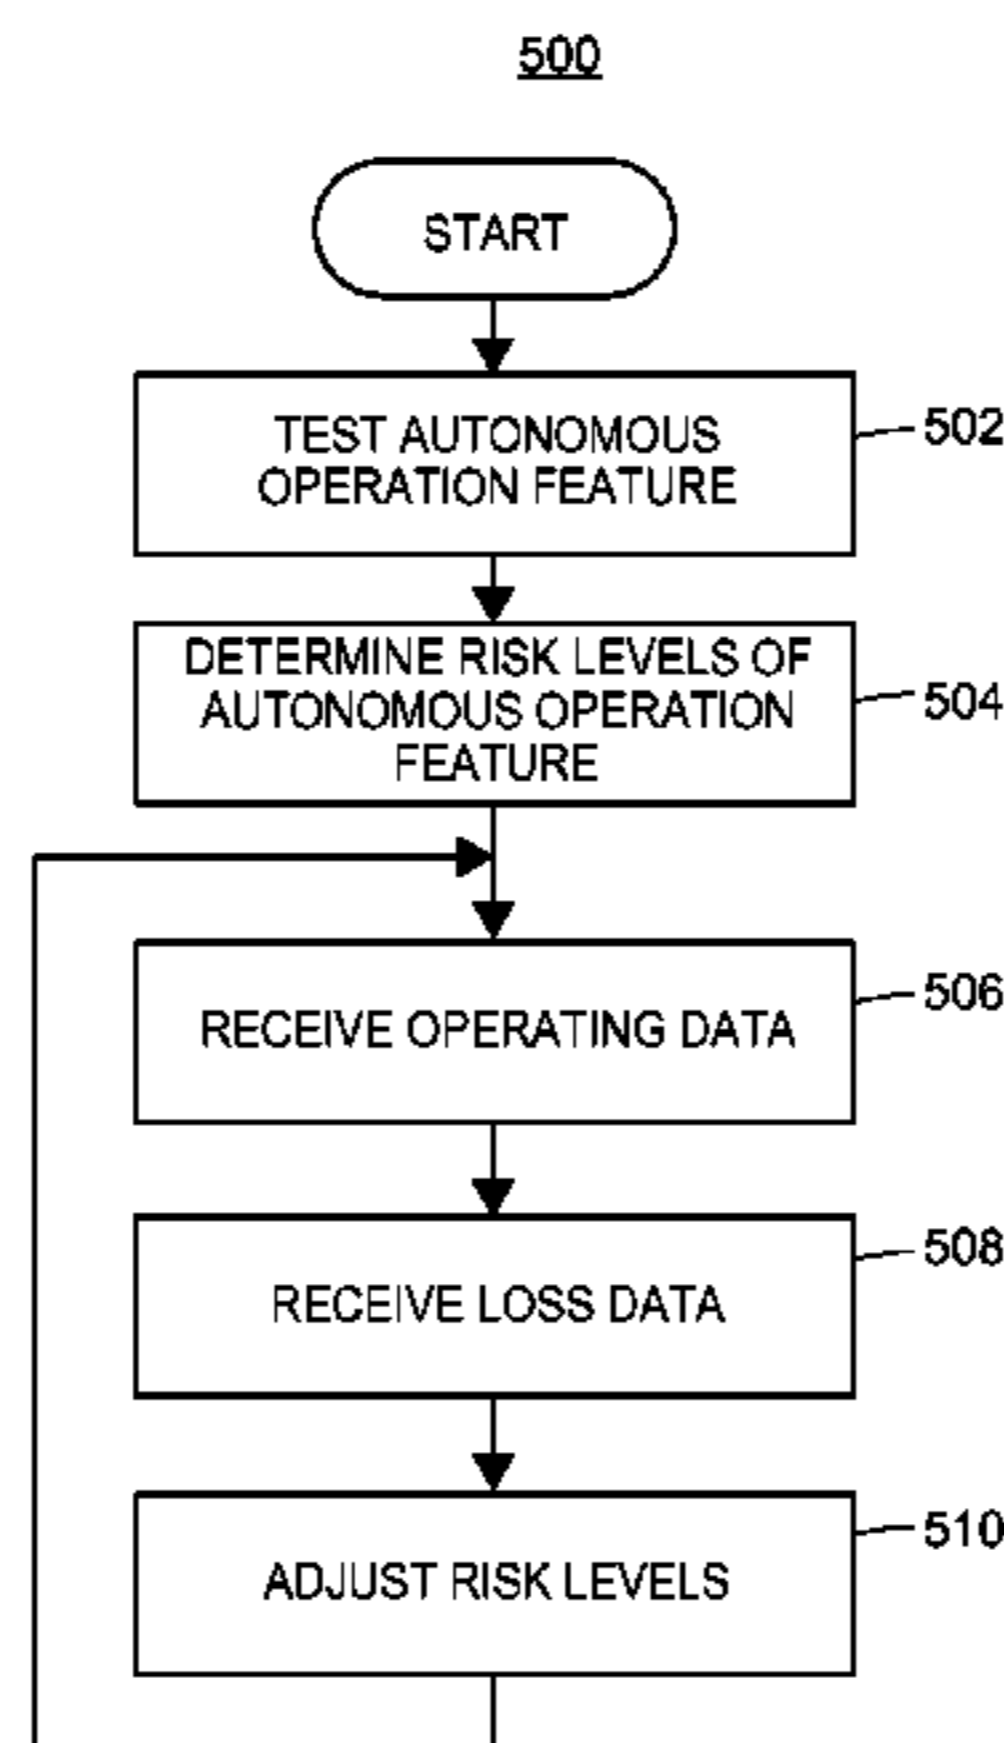 500
START
TEST AUTONOMOUS
OPERATION FEATURE
502
DETERMINE RISK LEVELS OF
AUTONOMOUS OPERATION
FEATURE
504
RECEIVE OPERATING DATA
506
RECEIVE LOSS DATA
508
ADJUST RISK LEVELS
510